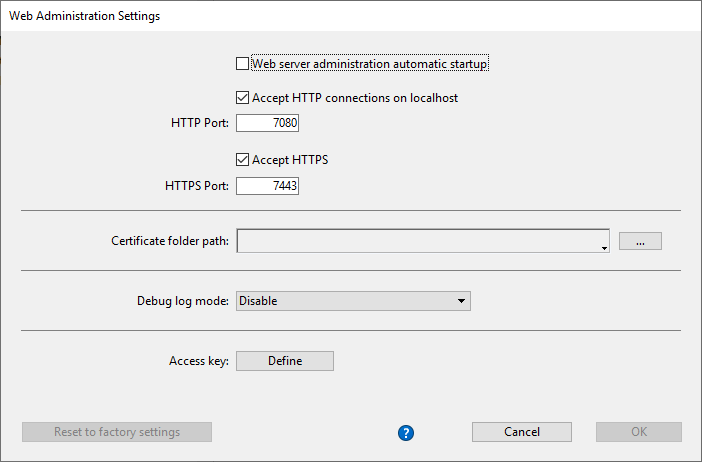 Web Administration Settings
Web server administration automatic startup
Accept HTTP connections on localhost
HTTP Port: 7080
Accept HTTPS
HTTPS Port: 7443
Certificate folder path: ...
Debug log mode: Disable
Access key: Define
Reset to factory settings ? Cancel OK